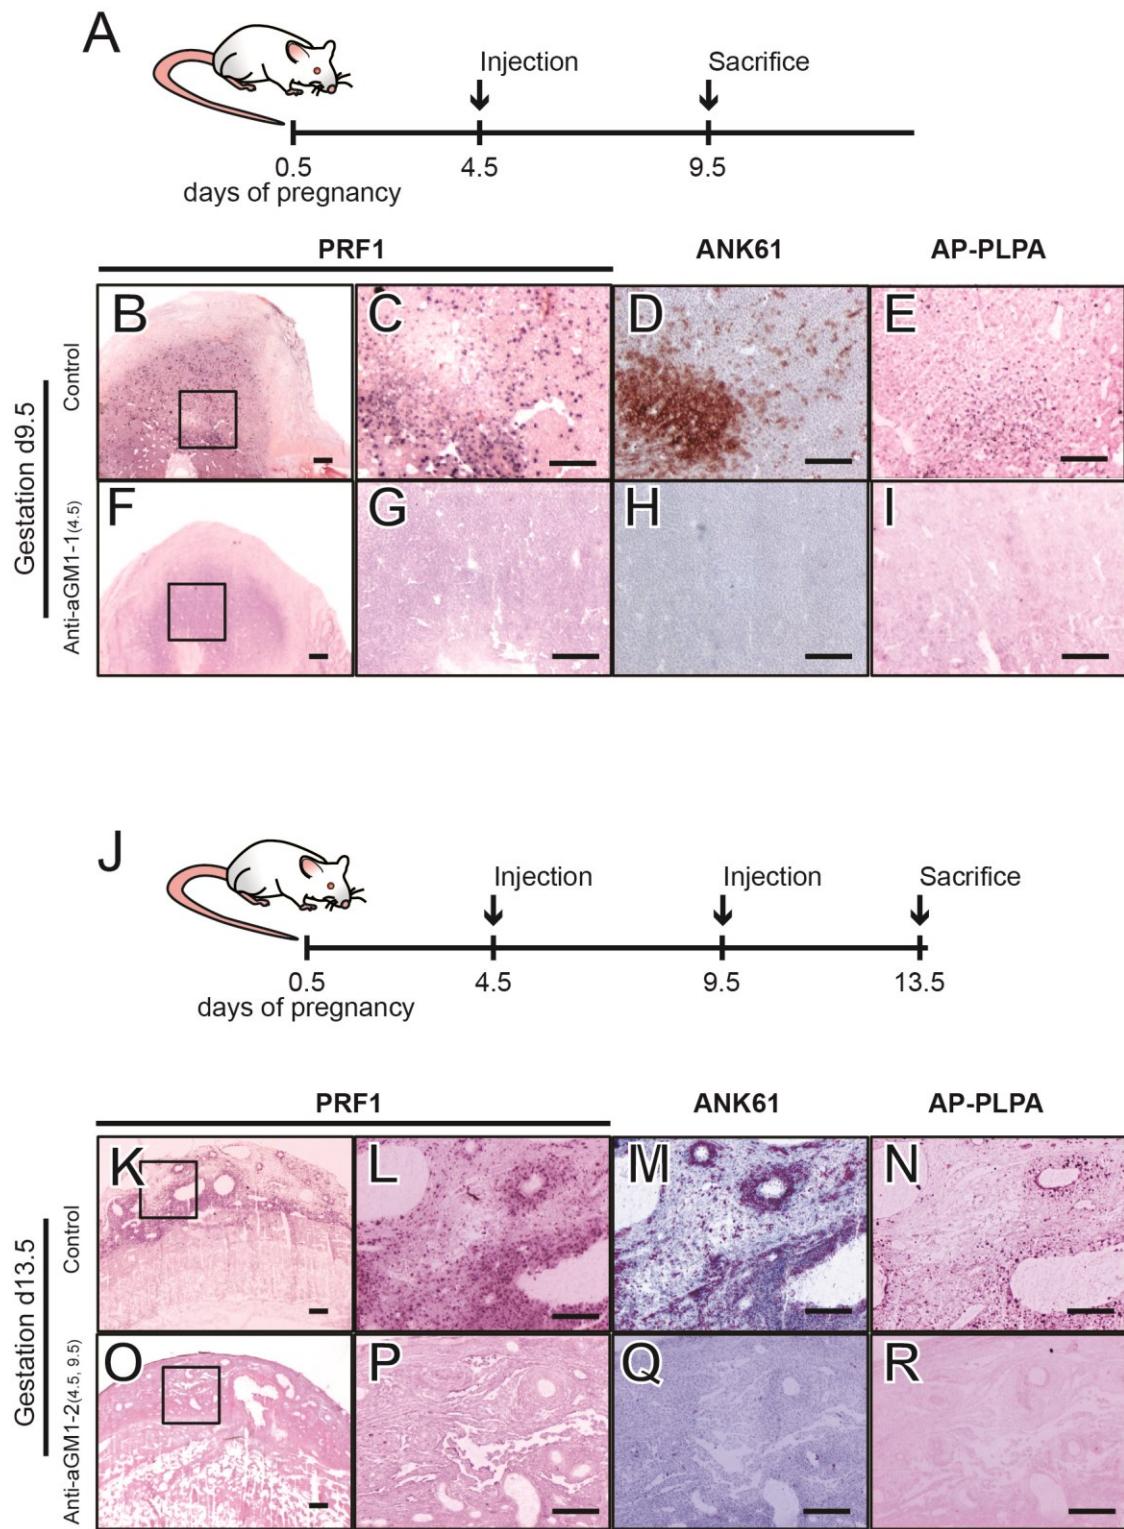 A
Injection
Sacrifice
0.5
4.5
9.5
days of pregnancy
PRF1
ANK61
AP-PLPA
Gestation d9.5
Control
B
C
D
E
Anti-aGM1-1(4.5)
F
G
H
I
J
Injection
Injection
Sacrifice
0.5
4.5
9.5
13.5
days of pregnancy
PRF1
ANK61
AP-PLPA
Gestation d13.5
Control
K
L
M
N
Anti-aGM1-2(4.5, 9.5)
O
P
Q
R